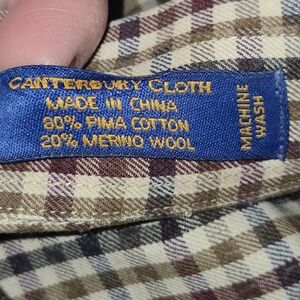 CANTERBURY CLOTH
MADE IN CHINA
80% PIMA COTTON
20% MERINO WOOL
MACHINE
WASH